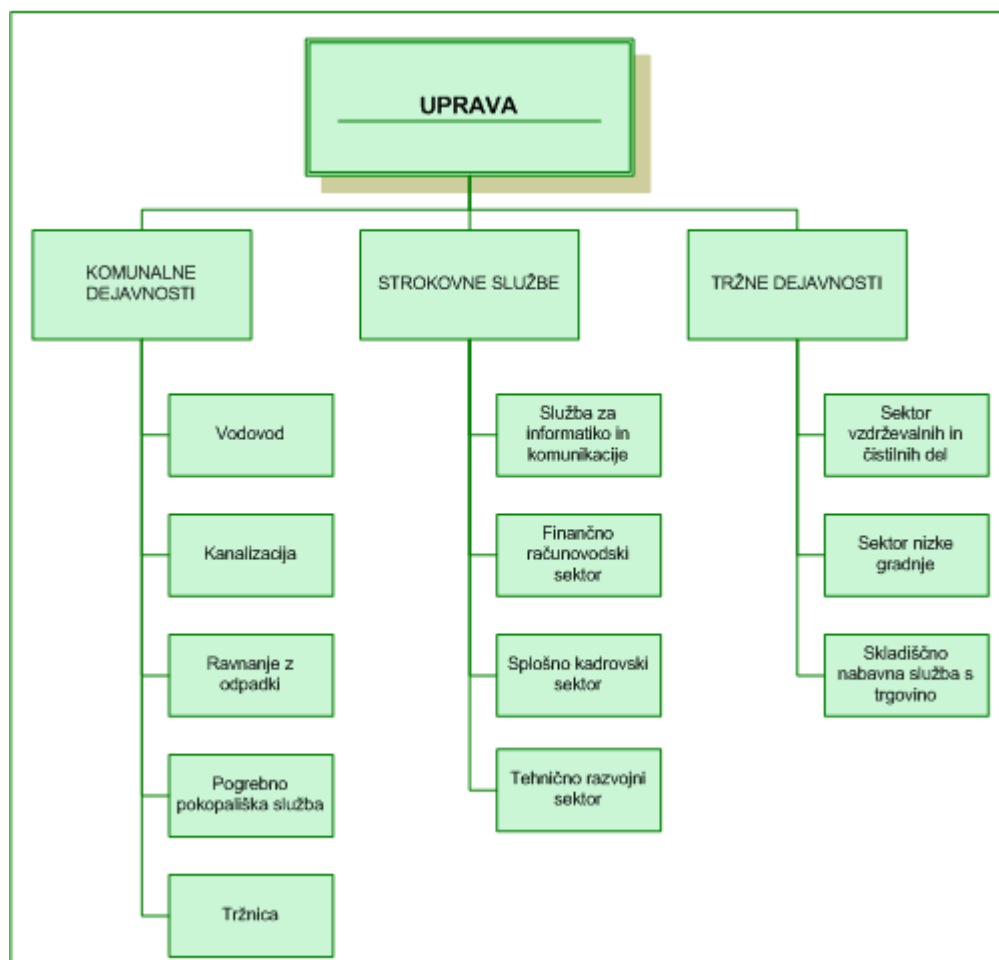 UPRAVA
KOMUNALNE
DEJAVNOSTI
STROKOVNE SLUŽBE
TRŽNE DEJAVNOSTI
Vodovod
Kanalizacija
Ravnanje z
odpadki
Pogrebno
pokopališka služba
Tržnica
Služba za
informatiko in
komunikacije
Finančno
računovodski
sektor
Splošno kadrovski
sektor
Tehnično razvojni
sektor
Sektor
vzdrževalnih in
čistilnih del
Sektor nizke
gradnje
Skladiščno
nabavna služba s
trgovino